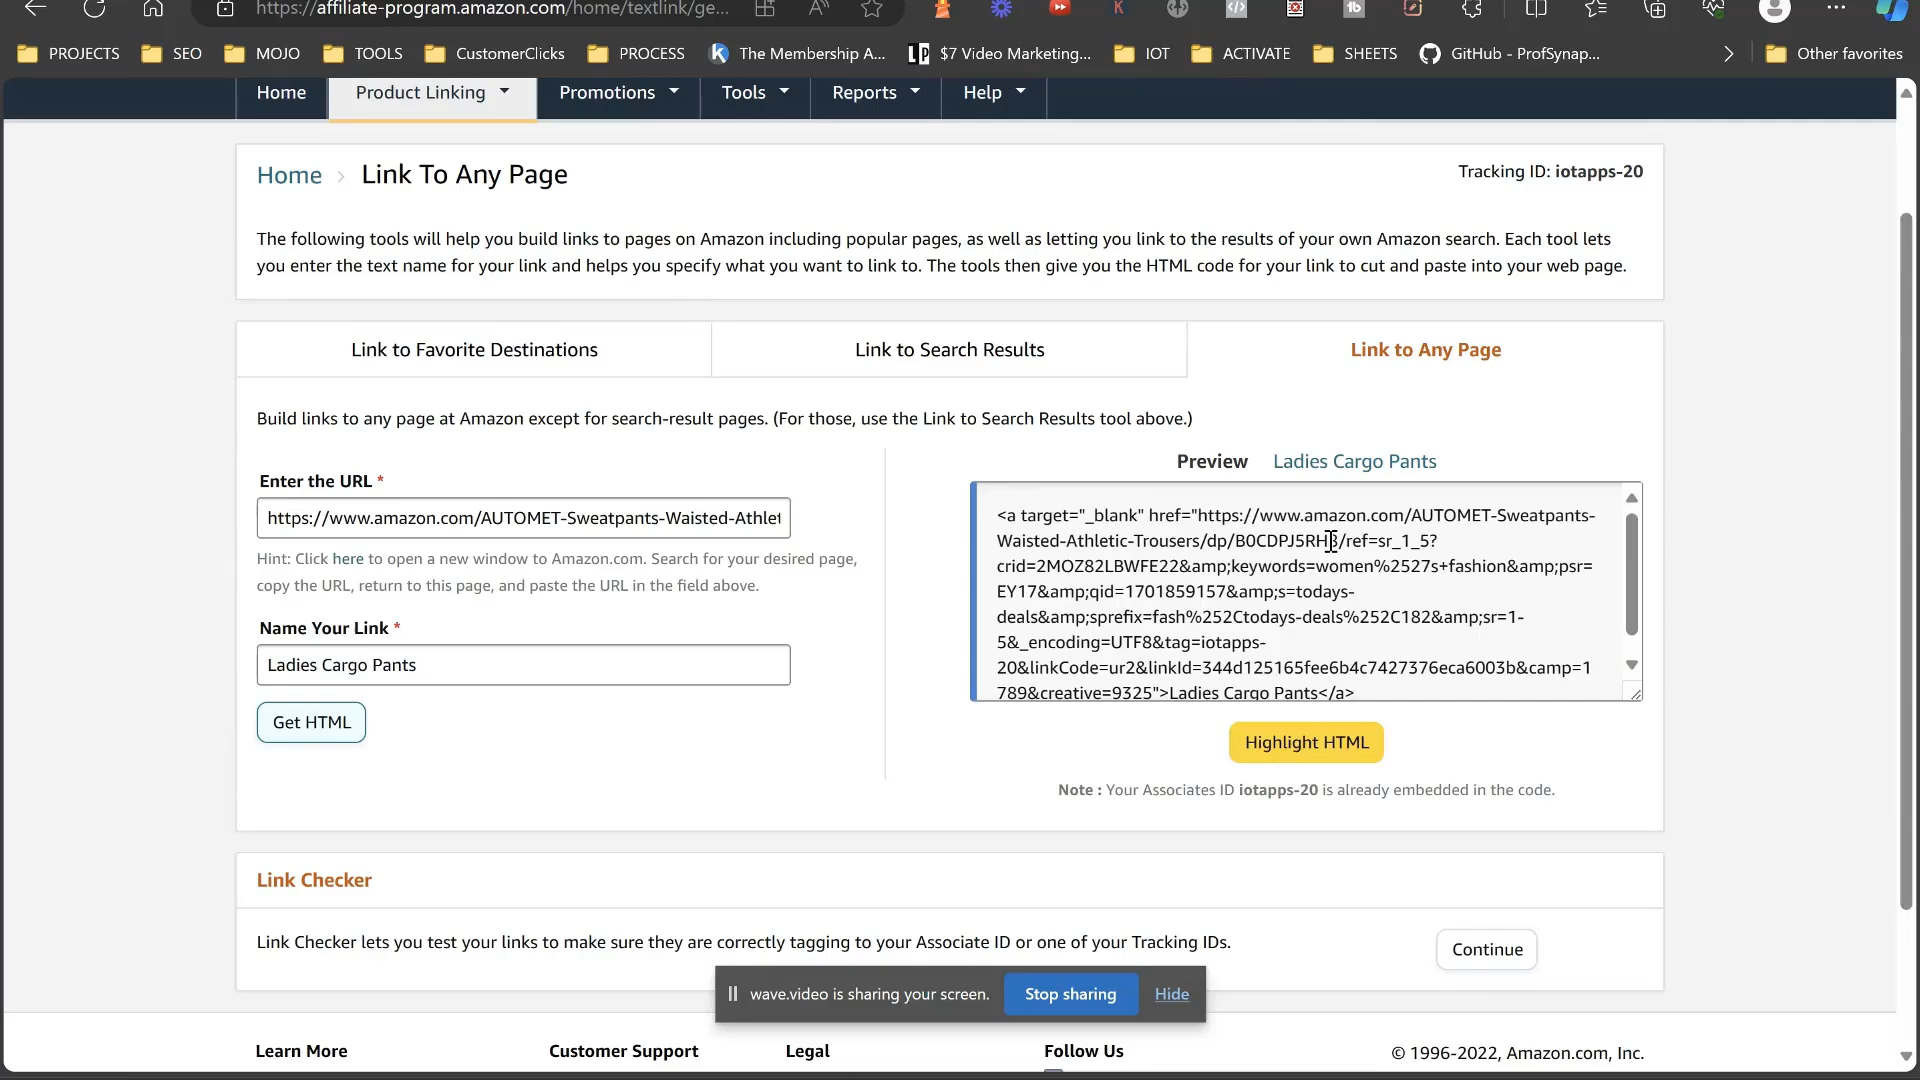 https://affiliate-program.amazon.com/home/textlink/ge...
PROJECTS SEO MOJO TOOLS CustomerClicks PROCESS The Membership A... $7 Video Marketing... IOT ACTIVATE SHEETS GitHub - ProfSynap... Other favorites
Home Product Linking Promotions Tools Reports Help
Home › Link To Any Page
Tracking ID: iotapps-20
The following tools will help you build links to pages on Amazon including popular pages, as well as letting you link to the results of your own Amazon search. Each tool lets
you enter the text name for your link and helps you specify what you want to link to. The tools then give you the HTML code for your link to cut and paste into your web page.
Link to Favorite Destinations Link to Search Results Link to Any Page
Build links to any page at Amazon except for search-result pages. (For those, use the Link to Search Results tool above.)
Enter the URL *
https://www.amazon.com/AUTOMET-Sweatpants-Waisted-Athlet
Hint: Click here to open a new window to Amazon.com. Search for your desired page,
copy the URL, return to this page, and paste the URL in the field above.
Name Your Link *
Ladies Cargo Pants
Get HTML
Preview Ladies Cargo Pants
<a target="_blank" href="https://www.amazon.com/AUTOMET-Sweatpants-
Waisted-Athletic-Trousers/dp/B0CDPJ5RH8/ref=sr_1_5?
crid=2MOZ82LBWFE22&amp;keywords=women%2527s+fashion&amp;psr=
EY17&amp;qid=1701859157&amp;s=todays-
deals&amp;sprefix=fash%252Ctodays-deals%252C182&amp;sr=1-
5&_encoding=UTF8&tag=iotapps-
20&linkCode=ur2&linkId=344d125165fee6b4c7427376eca6003b&camp=1
789&creative=9325">Ladies Cargo Pants</a>
Highlight HTML
Note : Your Associates ID iotapps-20 is already embedded in the code.
Link Checker
Link Checker lets you test your links to make sure they are correctly tagging to your Associate ID or one of your Tracking IDs.
Continue
wave.video is sharing your screen. Stop sharing Hide
Learn More Customer Support Legal Follow Us © 1996-2022, Amazon.com, Inc.